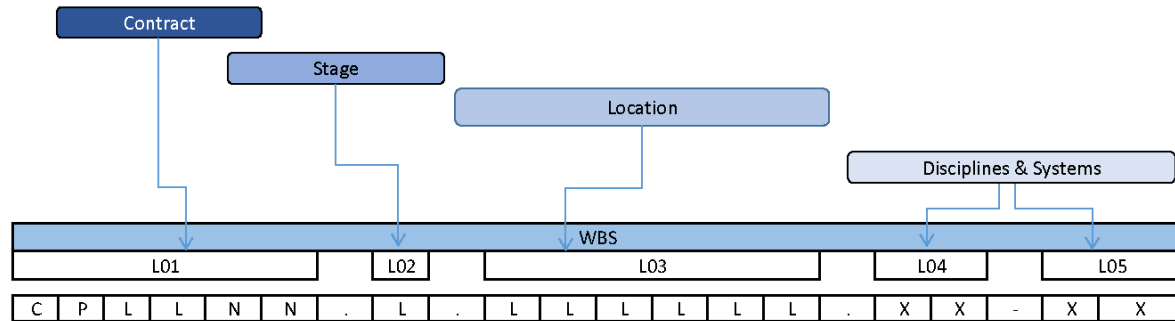 Contract
Stage
Location
Disciplines & Systems
WBS
L01 L02 L03 L04 L05
C P L L N N . L . L L L L L L . X X - X X